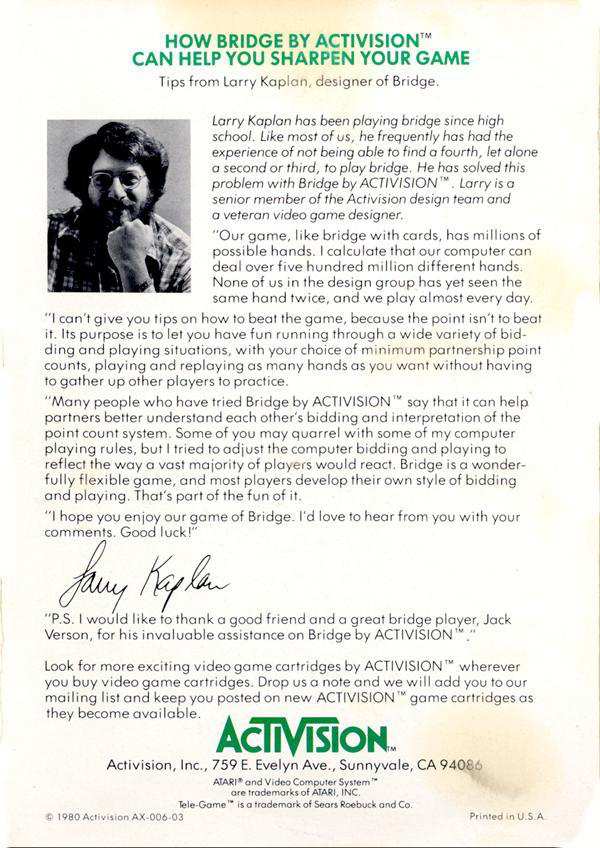 HOW BRIDGE BY ACTIVISION™
CAN HELP YOU SHARPEN YOUR GAME
Tips from Larry Kaplan, designer of Bridge.
Larry Kaplan has been playing bridge since high
school. Like most of us, he frequently has had the
experience of not being able to find a fourth, let alone
a second or third, to play bridge. He has solved this
problem with Bridge by ACTIVISION™. Larry is a
senior member of the Activision design team and
a veteran video game designer.
"Our game, like bridge with cards, has millions of
possible hands. I calculate that our computer can
deal over five hundred million different hands.
None of us in the design group has yet seen the
same hand twice, and we play almost every day.
"I can't give you tips on how to beat the game, because the point isn't to beat
it. Its purpose is to let you have fun running through a wide variety of bid-
ding and playing situations, with your choice of minimum partnership point
counts, playing and replaying as many hands as you want without having
to gather up other players to practice.
"Many people who have tried Bridge by ACTIVISION™ say that it can help
partners better understand each other's bidding and interpretation of the
point count system. Some of you may quarrel with some of my computer
playing rules, but I tried to adjust the computer bidding and playing to
reflect the way a vast majority of players would react. Bridge is a wonder-
fully flexible game, and most players develop their own style of bidding
and playing. That's part of the fun of it.
"I hope you enjoy our game of Bridge. I'd love to hear from you with your
comments. Good luck!"
Larry Kaplan
"P.S. I would like to thank a good friend and a great bridge player, Jack
Verson, for his invaluable assistance on Bridge by ACTIVISION™."
Look for more exciting video game cartridges by ACTIVISION™ wherever
you buy video game cartridges. Drop us a note and we will add you to our
mailing list and keep you posted on new ACTIVISION™ game cartridges as
they become available.
ACTIVISION™
Activision, Inc., 759 E. Evelyn Ave., Sunnyvale, CA 94086
ATARI® and Video Computer System™
are trademarks of ATARI, INC.
Tele-Game™ is a trademark of Sears Roebuck and Co.
© 1980 Activision AX-006-03
Printed in U.S.A.